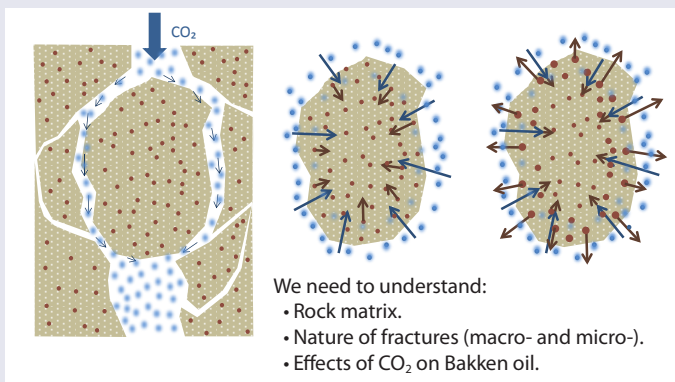 CO₂
We need to understand:
• Rock matrix.
• Nature of fractures (macro- and micro-).
• Effects of CO₂ on Bakken oil.